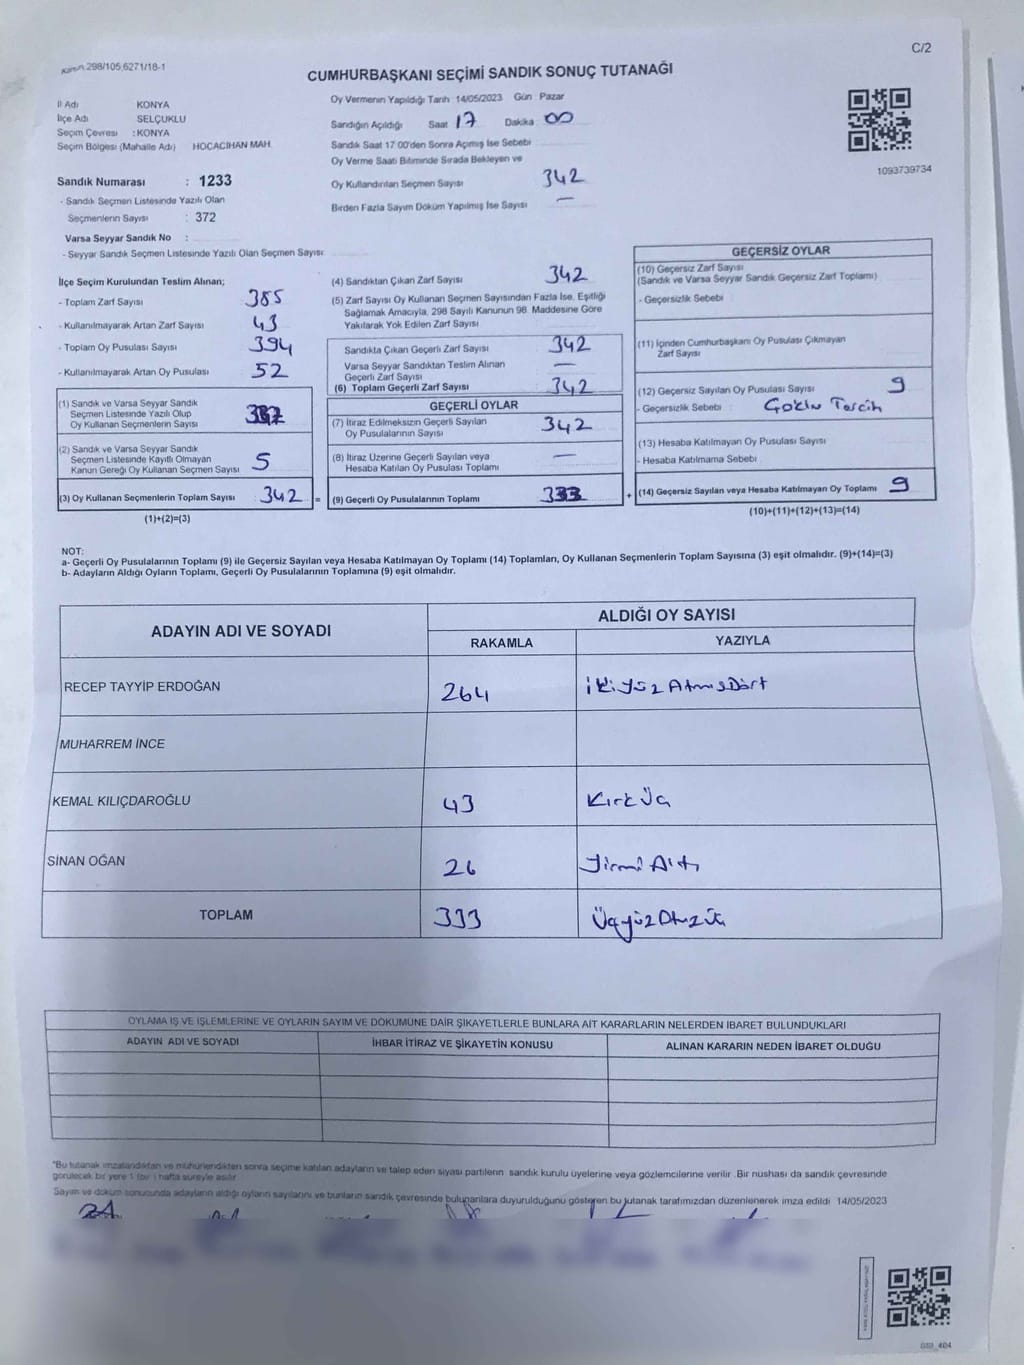 Kanun 298/105,6271/18-1
C/2
CUMHURBAŞKANI SEÇİMİ SANDIK SONUÇ TUTANAĞI
İl Adı KONYA
İlçe Adı SELÇUKLU
Seçim Çevresi : KONYA
Seçim Bölgesi (Mahalle Adı) HOCACİHAN MAH.
Sandık Numarası : 1233
- Sandık Seçmen Listesinde Yazılı Olan
Seçmenlerin Sayısı : 372
Varsa Seyyar Sandık No :
- Seyyar Sandık Seçmen Listesinde Yazılı Olan Seçmen Sayısı:
Oy Vermenin Yapıldığı Tarih 14/05/2023 Gün Pazar
Sandığın Açıldığı Saat 17 Dakika 00
Sandık Saat 17 00'den Sonra Açımış İse Sebebi
Oy Verme Saati Bitiminde Sırada Bekleyen ve
Oy Kullandırılan Seçmen Sayısı 342
Birden Fazla Sayım Döküm Yapılmış İse Sayısı —
1093739734
İlçe Seçim Kurulundan Teslim Alınan;
- Toplam Zarf Sayısı 385
- Kullanılmayarak Artan Zarf Sayısı 43
- Toplam Oy Pusulası Sayısı 394
- Kullanılmayarak Artan Oy Pusulası 52
(1) Sandık ve Varsa Seyyar Sandık
Seçmen Listesinde Yazılı Olup
Oy Kullanan Seçmenlerin Sayısı 337
(2) Sandık ve Varsa Seyyar Sandık
Seçmen Listesinde Kayıtlı Olmayan
Kanun Gereği Oy Kullanan Seçmen Sayısı 5
(3) Oy Kullanan Seçmenlerin Toplam Sayısı 342 =
(1)+(2)=(3)
(4) Sandıktan Çıkan Zarf Sayısı 342
(5) Zarf Sayısı Oy Kullanan Seçmen Sayısından Fazla İse, Eşitliği
Sağlamak Amacıyla, 298 Sayılı Kanunun 98. Maddesine Göre
Yakılarak Yok Edilen Zarf Sayısı
Sandıkta Çıkan Geçerli Zarf Sayısı 342
Varsa Seyyar Sandıktan Teslim Alınan
Geçerli Zarf Sayısı —
(6) Toplam Geçerli Zarf Sayısı 342
GEÇERLİ OYLAR
(7) İtiraz Edilmeksizin Geçerli Sayılan
Oy Pusulalarının Sayısı 342
(8) İtiraz Üzerine Geçerli Sayılan veya
Hesaba Katılan Oy Pusulası Toplamı —
(9) Geçerli Oy Pusulalarının Toplamı 333 +
GEÇERSİZ OYLAR
(10) Geçersiz Zarf Sayısı
(Sandık ve Varsa Seyyar Sandık Geçersiz Zarf Toplamı)
- Geçersizlik Sebebi
(11) İçinden Cumhurbaşkanı Oy Pusulası Çıkmayan
Zarf Sayısı
(12) Geçersiz Sayılan Oy Pusulası Sayısı 9
- Geçersizlik Sebebi : Çoklu Tercih
(13) Hesaba Katılmayan Oy Pusulası Sayısı
- Hesaba Katılmama Sebebi
(14) Geçersiz Sayılan veya Hesaba Katılmayan Oy Toplamı 9
(10)+(11)+(12)+(13)=(14)
NOT:
a- Geçerli Oy Pusulalarının Toplamı (9) ile Geçersiz Sayılan veya Hesaba Katılmayan Oy Toplamı (14) Toplamları, Oy Kullanan Seçmenlerin Toplam Sayısına (3) eşit olmalıdır. (9)+(14)=(3)
b- Adayların Aldığı Oyların Toplamı, Geçerli Oy Pusulalarının Toplamına (9) eşit olmalıdır.
ADAYIN ADI VE SOYADI
ALDIĞI OY SAYISI
RAKAMLA YAZIYLA
RECEP TAYYİP ERDOĞAN 264 İkiyüz Atmış Dört
MUHARREM İNCE
KEMAL KILIÇDAROĞLU 43 Kırk Üç
SİNAN OĞAN 26 Yirmi Altı
TOPLAM 333 Üçyüz Otuz Üç
OYLAMA İŞ VE İŞLEMLERİNE VE OYLARIN SAYIM VE DÖKÜMÜNE DAİR ŞİKAYETLERLE BUNLARA AİT KARARLARIN NELERDEN İBARET BULUNDUKLARI
ADAYIN ADI VE SOYADI İHBAR İTİRAZ VE ŞİKAYETİN KONUSU ALINAN KARARIN NEDEN İBARET OLDUĞU
*Bu tutanak imzalandıktan ve mühürlendikten sonra seçime katılan adayların ve talep eden siyasi partilerin sandık kurulu üyelerine veya gözlemcilerine verilir .Bir nüshası da sandık çevresinde
görülecek bir yere 1 (bir ) hafta süreyle asılır
Sayım ve döküm sonucunda adayların aldığı oyların sayılarını ve bunların sandık çevresinde bulunanlara duyurulduğunu gösteren bu tutanak tarafımızdan düzenlenerek imza edildi 14/05/2023